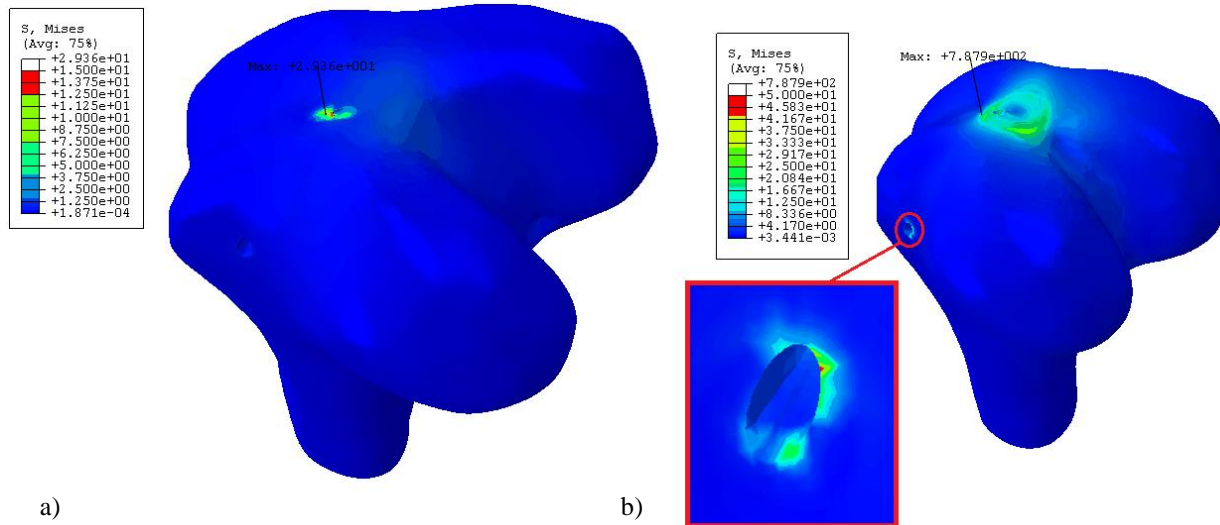 S, Mises
(Avg: 75%)
+2.936e+01
+1.500e+01
+1.375e+01
+1.250e+01
+1.125e+01
+1.000e+01
+8.750e+00
+7.500e+00
+6.250e+00
+5.000e+00
+3.750e+00
+2.500e+00
+1.250e+00
+1.871e-04
Max: +2.936e+001
S, Mises
(Avg: 75%)
+7.879e+02
+5.000e+01
+4.583e+01
+4.167e+01
+3.750e+01
+3.333e+01
+2.917e+01
+2.500e+01
+2.084e+01
+1.667e+01
+1.250e+01
+8.336e+00
+4.170e+00
+3.441e-03
Max: +7.879e+002
a)
b)